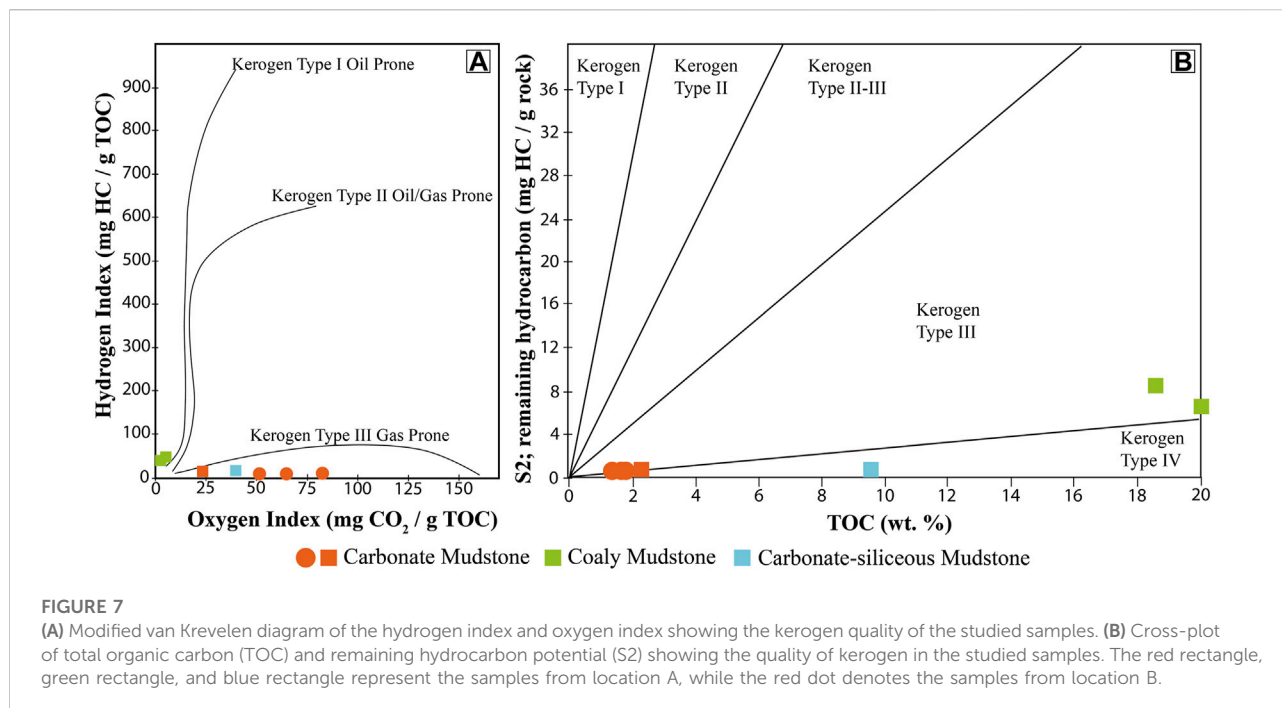 A
Kerogen Type I Oil Prone
Kerogen Type II Oil/Gas Prone
Kerogen Type III Gas Prone
Hydrogen Index (mg HC / g TOC)
900
800
700
600
500
400
300
200
100
0
0
25
50
75
100
125
150
Oxygen Index (mg CO₂ / g TOC)
B
Kerogen
Type I
Kerogen
Type II
Kerogen
Type II-III
Kerogen
Type III
Kerogen
Type IV
S2; remaining hydrocarbon (mg HC / g rock)
36
32
28
24
20
16
12
8
4
0
0
2
4
6
8
10
12
14
16
18
20
TOC (wt. %)
Carbonate Mudstone
Coaly Mudstone
Carbonate-siliceous Mudstone
FIGURE 7
(A) Modified van Krevelen diagram of the hydrogen index and oxygen index showing the kerogen quality of the studied samples. (B) Cross-plot
of total organic carbon (TOC) and remaining hydrocarbon potential (S2) showing the quality of kerogen in the studied samples. The red rectangle,
green rectangle, and blue rectangle represent the samples from location A, while the red dot denotes the samples from location B.